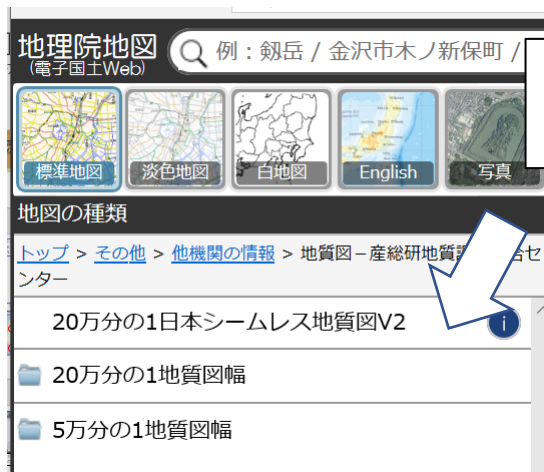 地理院地図
(電子国土Web)
例：剱岳 / 金沢市木ノ新保町 /
標準地図
淡色地図
白地図
English
写真
地図の種類
トップ > その他 > 他機関の情報 > 地質図－産総研地質
ンター
20万分の1日本シームレス地質図V2
i
20万分の1地質図幅
5万分の1地質図幅